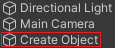 Directional Light
Main Camera
Create Object